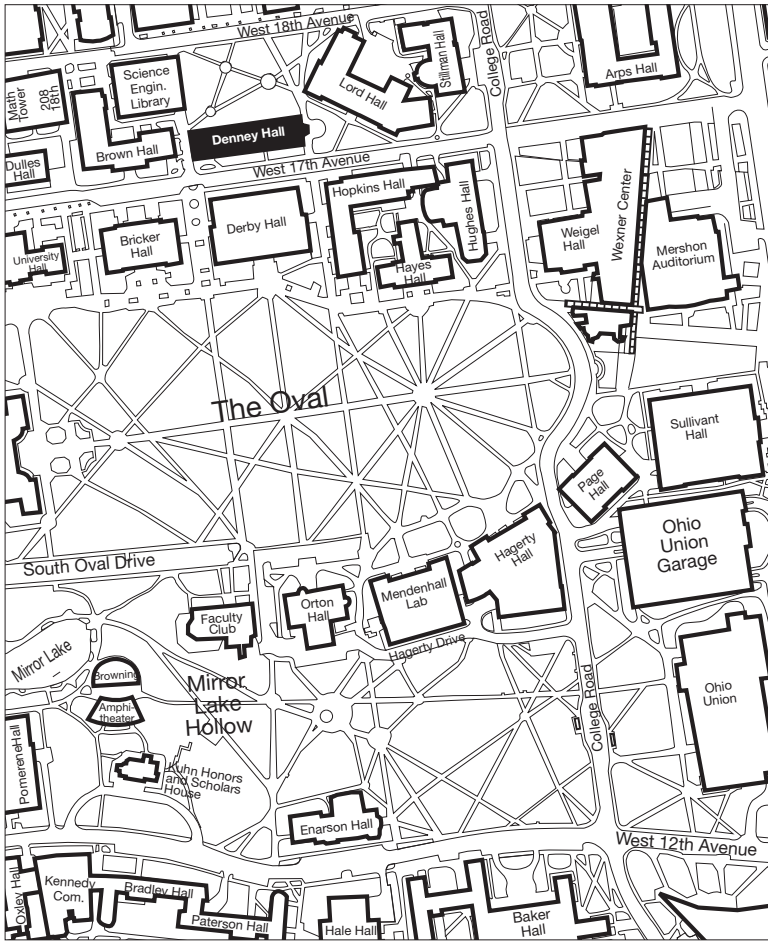 West 18th Avenue
College Road
Stillman Hall
Arps Hall
Math
Tower
208
18th
Science
Engin.
Library
Lord Hall
Denney Hall
Brown Hall
Dulles
Hall
West 17th Avenue
Hopkins Hall
Hughes Hall
Wexner Center
Weigel
Hall
Mershon
Auditorium
Derby Hall
Bricker
Hall
University
Hall
Hayes
Hall
The Oval
Sullivant
Hall
Page
Hall
Ohio
Union
Garage
Hagerty
Hall
South Oval Drive
Mendenhall
Lab
Orton
Hall
Faculty
Club
Hagerty Drive
Mirror Lake
Browning
Amphi-
theater
Mirror
Lake
Hollow
College Road
Ohio
Union
Pomerene Hall
Kuhn Honors
and Scholars
House
Enarson Hall
West 12th Avenue
Oxley Hall
Kennedy
Com.
Bradley Hall
Paterson Hall
Hale Hall
Baker
Hall